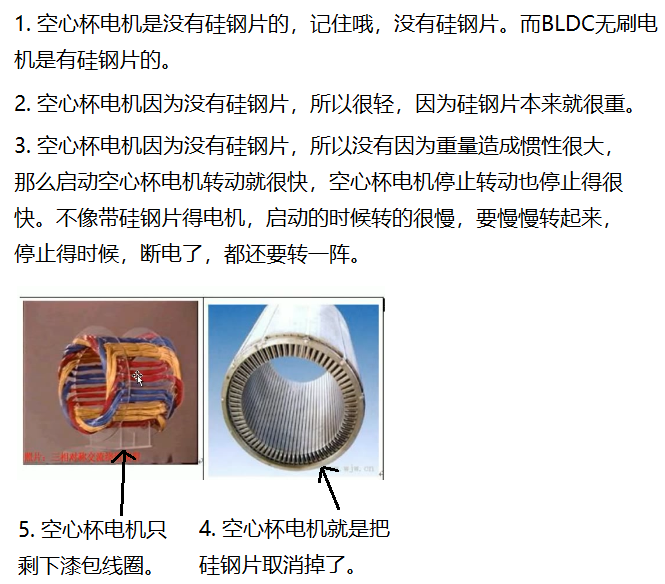 1. 空心杯电机是没有硅钢片的，记住哦，没有硅钢片。而BLDC无刷电
机是有硅钢片的。
2. 空心杯电机因为没有硅钢片，所以很轻，因为硅钢片本来就很重。
3. 空心杯电机因为没有硅钢片，所以没有因为重量造成惯性很大，
那么启动空心杯电机转动就很快，空心杯电机停止转动也停止得很
快。不像带硅钢片得电机，启动的时候转的很慢，要慢慢转起来，
停止得时候，断电了，都还要转一阵。
5. 空心杯电机只
剩下漆包线圈。
4. 空心杯电机就是把
硅钢片取消掉了。